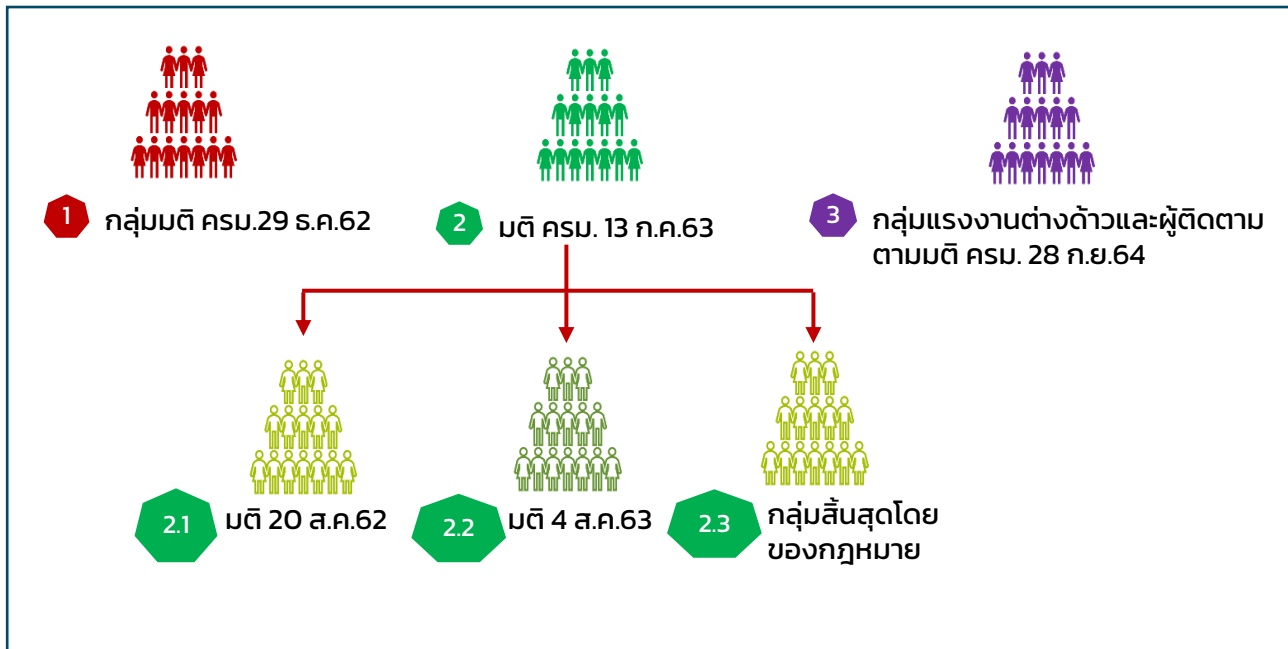 1 กลุ่มมติ ครม.29 ธ.ค.62
2 มติ ครม. 13 ก.ค.63
3 กลุ่มแรงงานต่างด้าวและผู้ติดตาม
ตามมติ ครม. 28 ก.ย.64
2.1 มติ 20 ส.ค.62
2.2 มติ 4 ส.ค.63
2.3 กลุ่มสิ้นสุดโดย
ของกฎหมาย